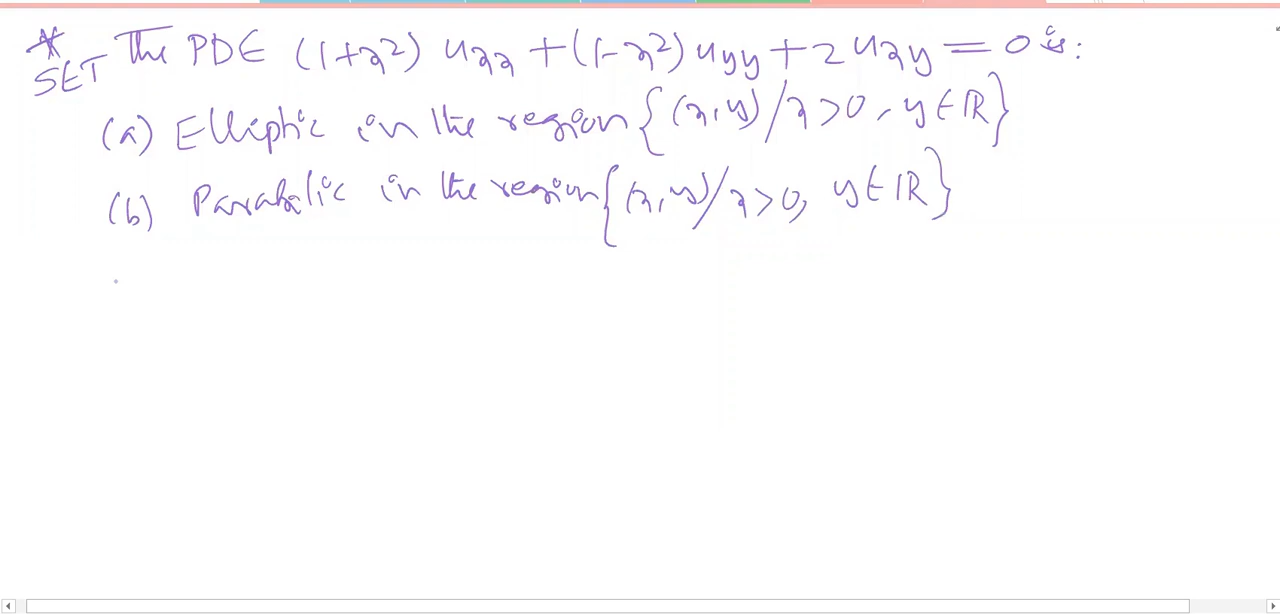 *
SET The PDE (1+x²) uxx + (1-x²) uyy + 2 uxy = 0 is:
(a) Elliptic in the region {(x,y)/x>0, y∈ℝ}
(b) Parabolic in the region {(x,y)/x>0, y∈ℝ}